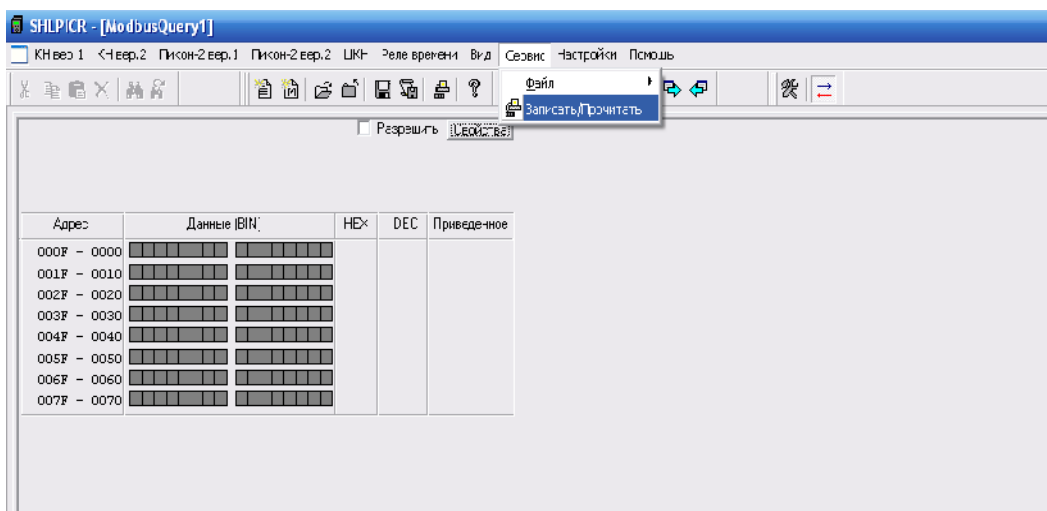 SHLPICR - [ModbusQuery1]
КН вер 1 КН вер.2 Пикон-2 вер.1 Пикон-2 вер.2 ЦКН Реле времени Вид Сервис Настройки Помощь
Файл
Записать/Прочитать
Разрешить Свойства
Адрес Данные (BIN) HEX DEC Приведенное
000F - 0000
001F - 0010
002F - 0020
003F - 0030
004F - 0040
005F - 0050
006F - 0060
007F - 0070